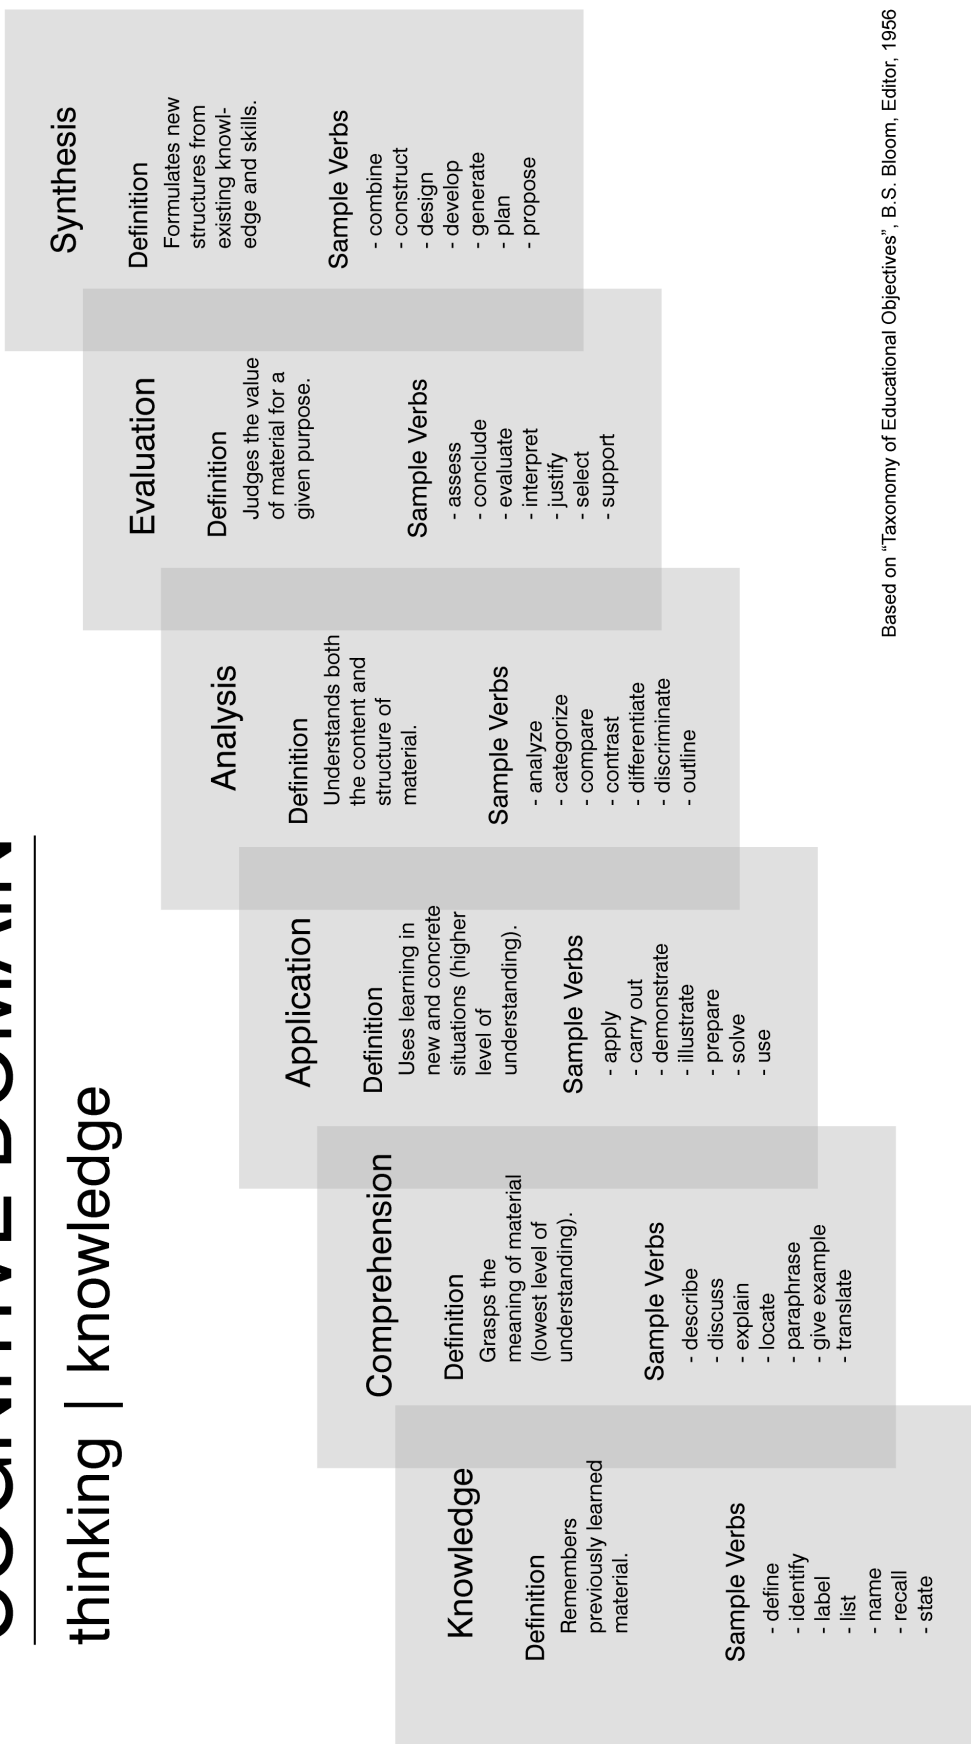 COGNITIVE DOMAIN
thinking | knowledge
Knowledge
Definition
Remembers
previously learned
material.
Sample Verbs
- define
- identify
- label
- list
- name
- recall
- state
Comprehension
Definition
Grasps the
meaning of material
(lowest level of
understanding).
Sample Verbs
- describe
- discuss
- explain
- locate
- paraphrase
- give example
- translate
Application
Definition
Uses learning in
new and concrete
situations (higher
level of
understanding).
Sample Verbs
- apply
- carry out
- demonstrate
- illustrate
- prepare
- solve
- use
Analysis
Definition
Understands both
the content and
structure of
material.
Sample Verbs
- analyze
- categorize
- compare
- contrast
- differentiate
- discriminate
- outline
Evaluation
Definition
Judges the value
of material for a
given purpose.
Sample Verbs
- assess
- conclude
- evaluate
- interpret
- justify
- select
- support
Synthesis
Definition
Formulates new
structures from
existing knowl-
edge and skills.
Sample Verbs
- combine
- construct
- design
- develop
- generate
- plan
- propose
Based on “Taxonomy of Educational Objectives”, B.S. Bloom, Editor, 1956